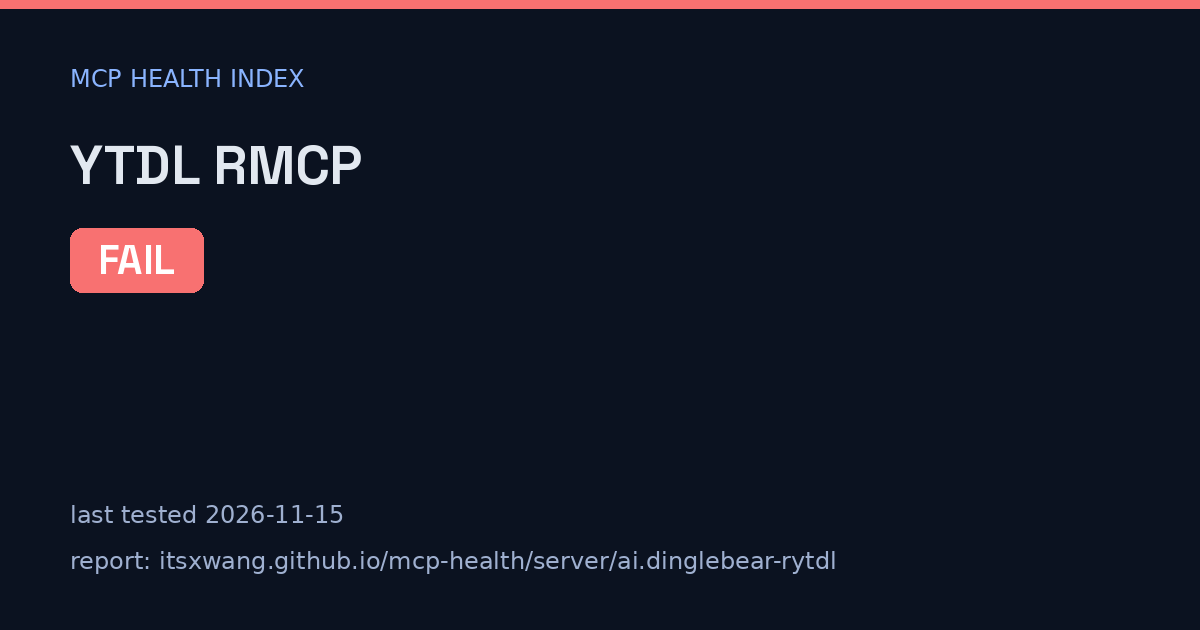 MCP HEALTH INDEX
YTDL RMCP
FAIL
last tested 2026-11-15
report: itsxwang.github.io/mcp-health/server/ai.dinglebear-rytdl